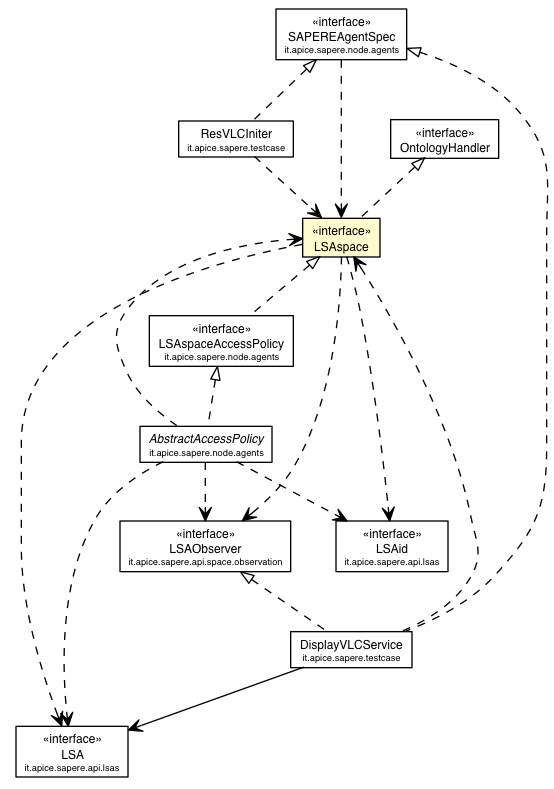 «interface»
SAPEREAgentSpec
it.apice.sapere.node.agents
ResVLCIniter
it.apice.sapere.testcase
«interface»
OntologyHandler
«interface»
LSAspace
«interface»
LSAspaceAccessPolicy
it.apice.sapere.node.agents
AbstractAccessPolicy
it.apice.sapere.node.agents
«interface»
LSAObserver
it.apice.sapere.api.space.observation
«interface»
LSAid
it.apice.sapere.api.lsas
DisplayVLCService
it.apice.sapere.testcase
«interface»
LSA
it.apice.sapere.api.lsas